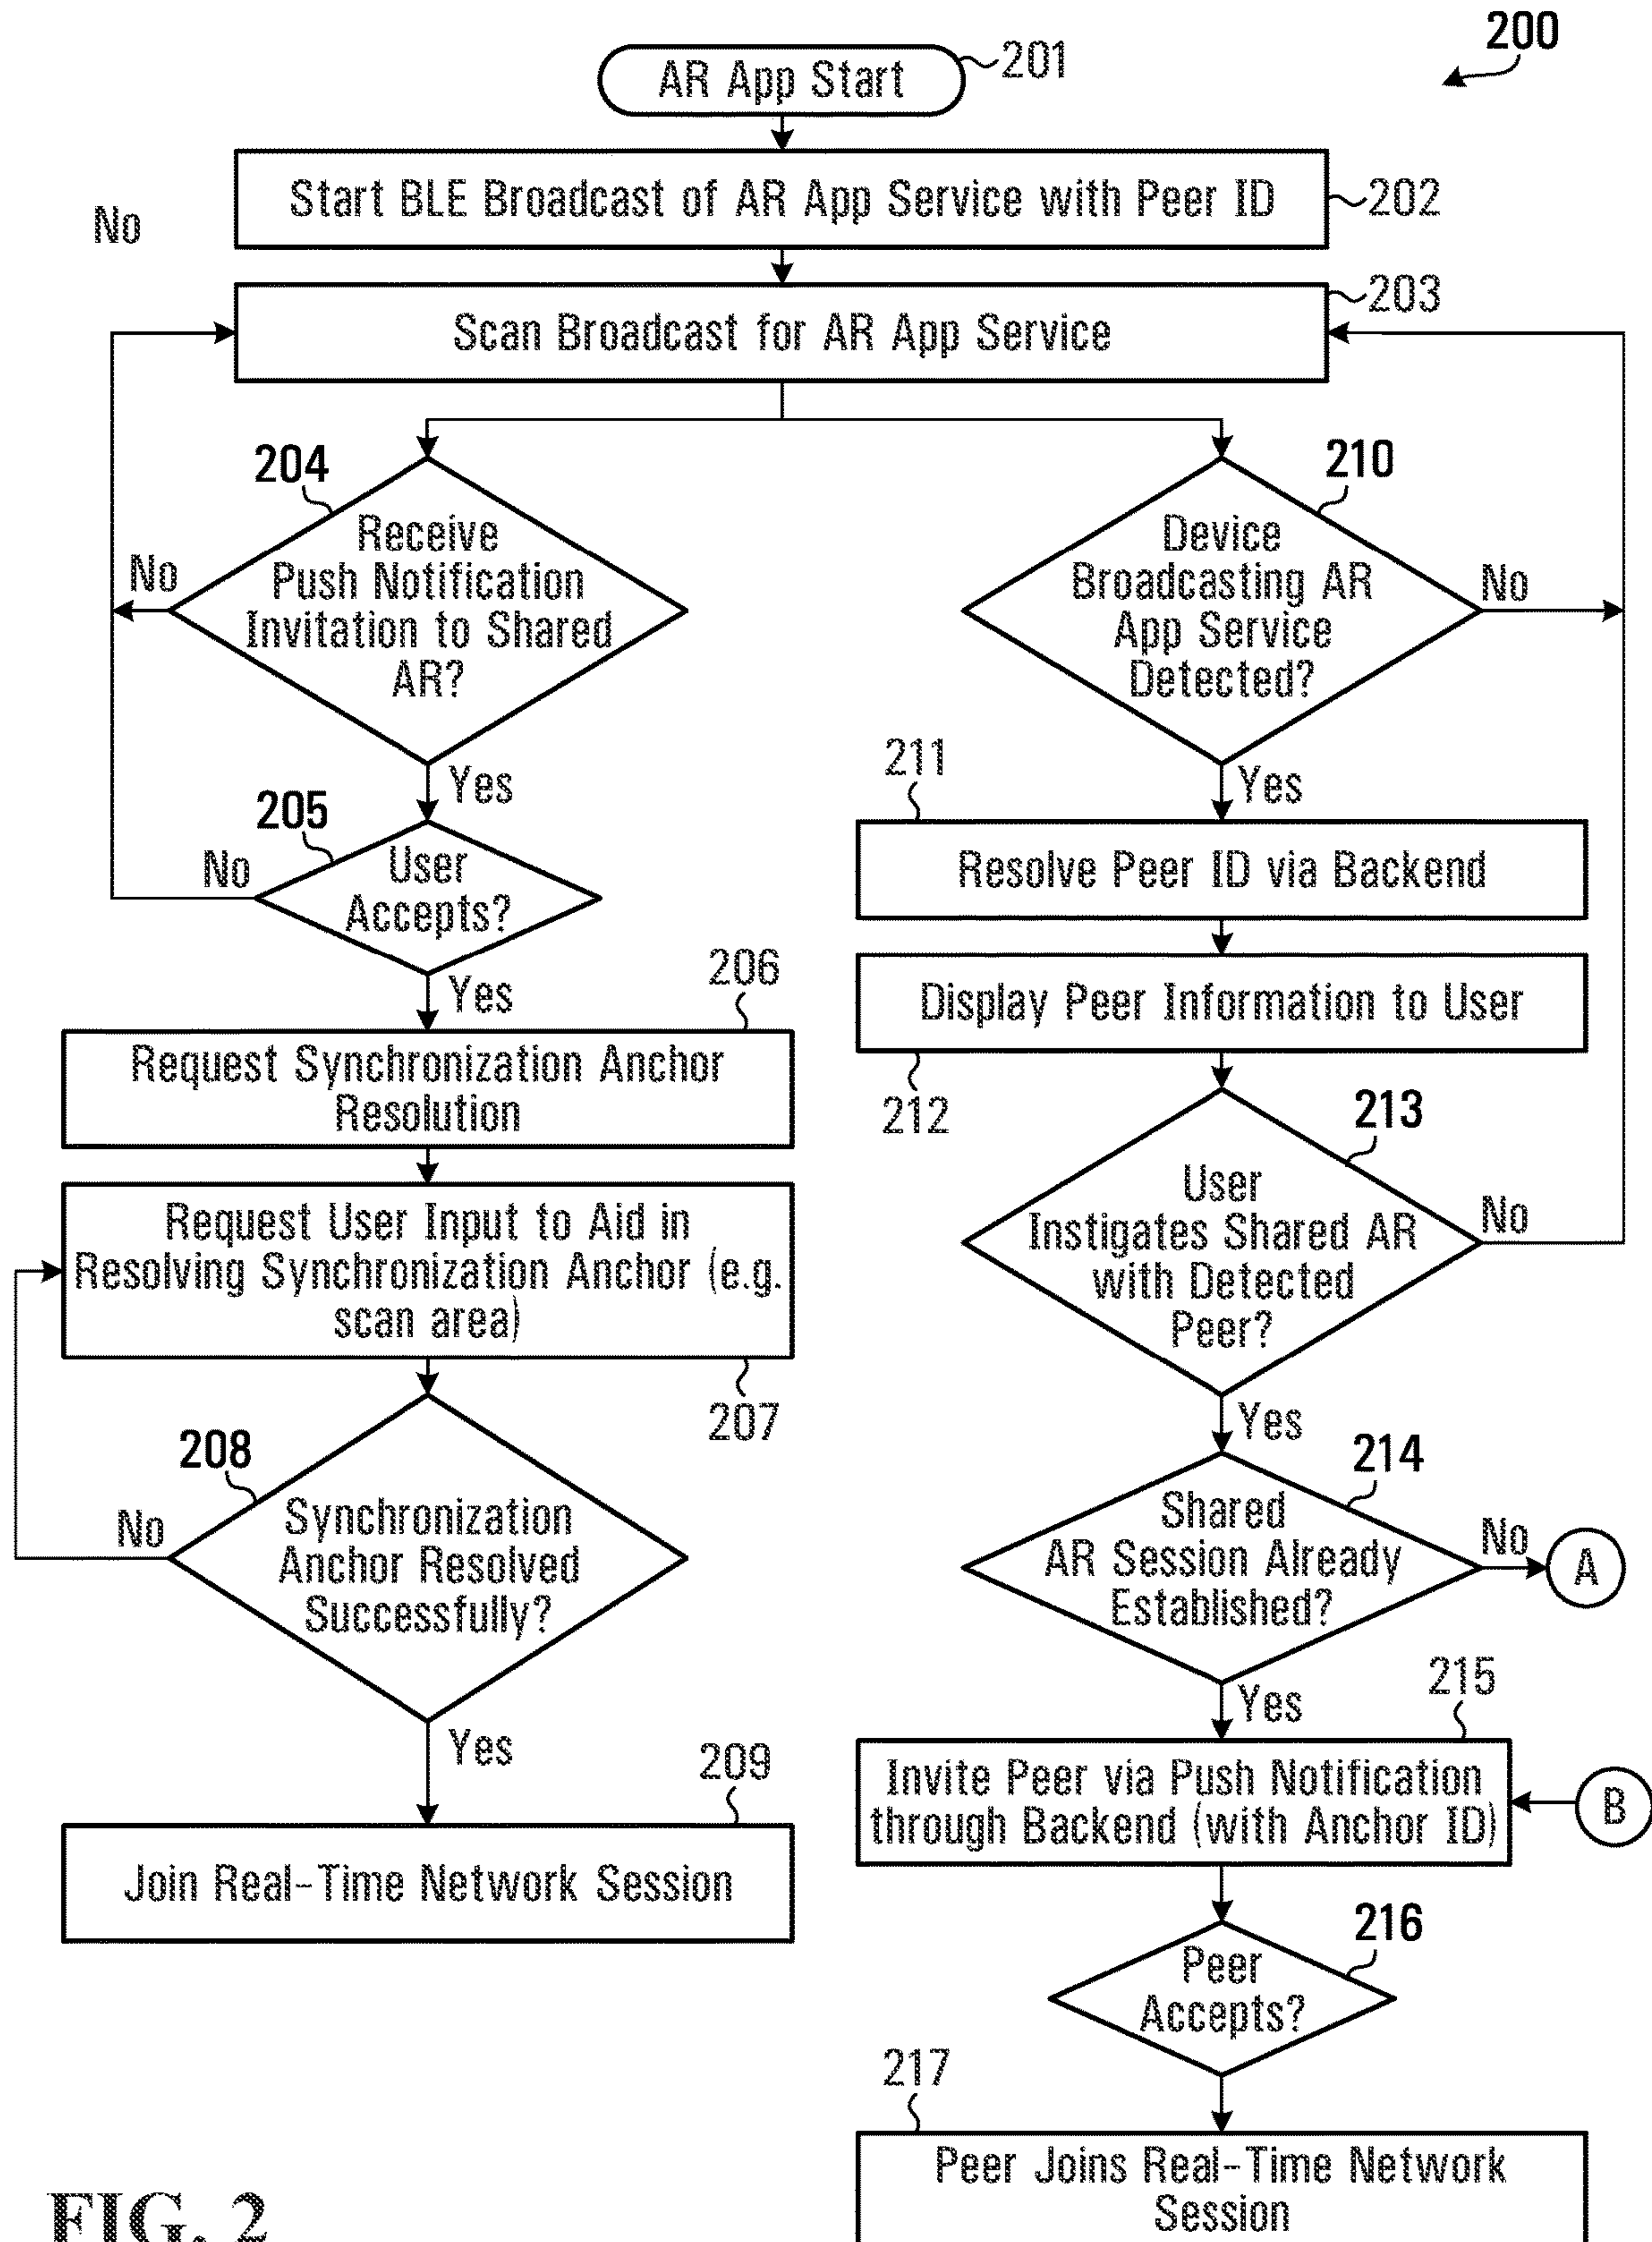 200
AR App Start
201
Start BLE Broadcast of AR App Service with Peer ID
202
No
Scan Broadcast for AR App Service
203
204
Receive
Push Notification
Invitation to Shared
AR?
No
Yes
205
User
Accepts?
No
Yes
206
Request Synchronization Anchor
Resolution
Request User Input to Aid in
Resolving Synchronization Anchor (e.g.
scan area)
207
208
Synchronization
Anchor Resolved
Successfully?
No
Yes
209
Join Real-Time Network Session
210
Device
Broadcasting AR
App Service
Detected?
No
Yes
211
Resolve Peer ID via Backend
Display Peer Information to User
212
213
User
Instigates Shared AR
with Detected
Peer?
No
Yes
214
Shared
AR Session Already
Established?
No
A
Yes
215
Invite Peer via Push Notification
through Backend (with Anchor ID)
B
216
Peer
Accepts?
217
Peer Joins Real-Time Network
Session
FIG. 2